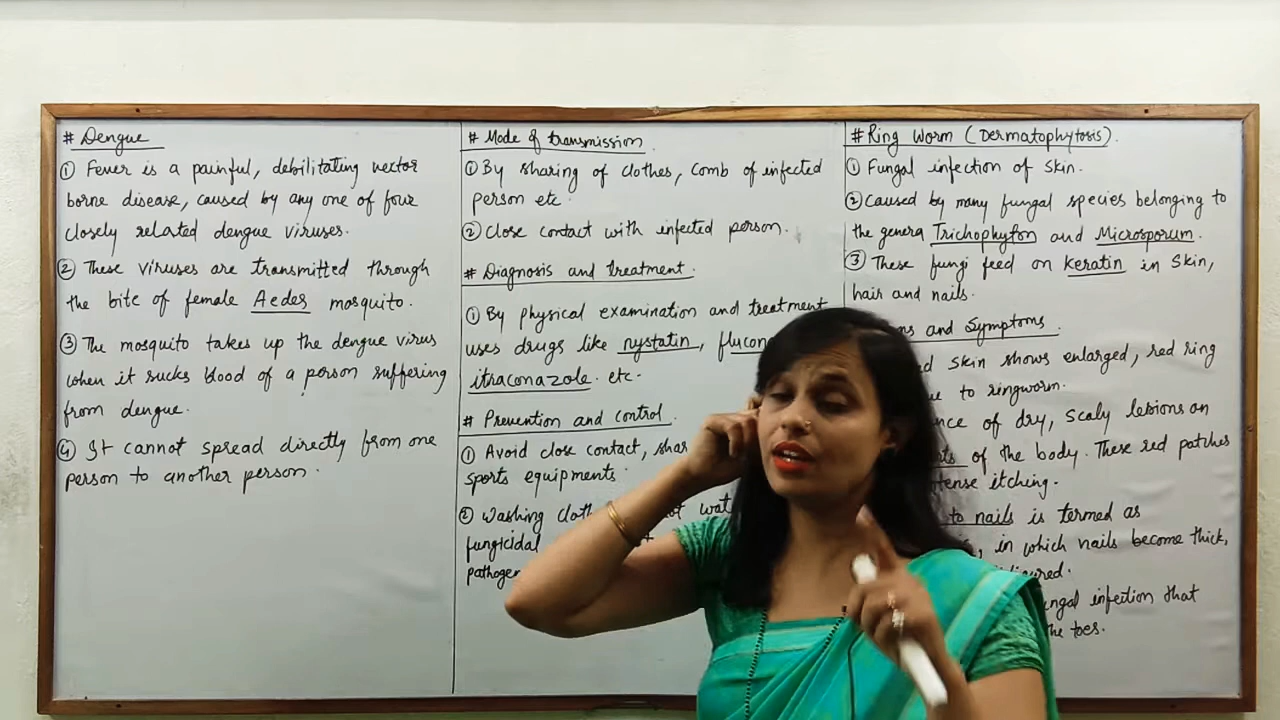 # Dengue
① Fever is a painful, debilitating vector
borne disease, caused by any one of four
closely related dengue viruses.
② These viruses are transmitted through
the bite of female Aedes mosquito.
③ The mosquito takes up the dengue virus
when it sucks blood of a person suffering
from dengue.
④ It cannot spread directly from one
person to another person.
# Mode of transmission
① By sharing of clothes, comb of infected
person etc.
② Close contact with infected person.
# Diagnosis and treatment.
① By physical examination and treatment
uses drugs like nystatin,
itraconazole. etc.
# Prevention and control.
① Avoid close contact,
sports equipments.
② Washing
fungicidal
# Ring Worm (Dermatophytosis).
① Fungal infection of skin.
② Caused by many fungal species belonging to
the genera Trichophyton and Microsporum.
③ These fungi feed on keratin in skin,
hair and nails.
and Symptoms.
skin shows enlarged, red ring
to ringworm.
of dry, scaly lesions on
of the body. These red patches
itching.
to nails is termed as
in which nails become thick,
infection that
toes.